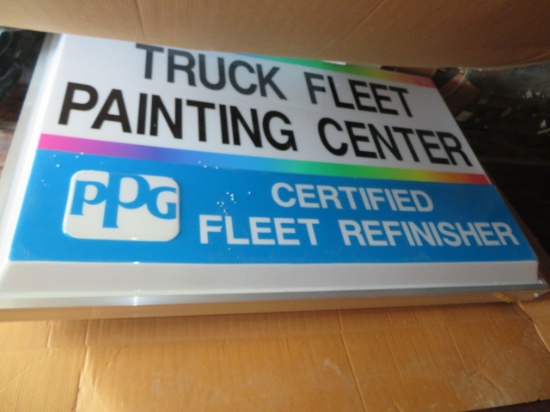 TRUCK FLEET
PAINTING CENTER
PPG
CERTIFIED
FLEET REFINISHER